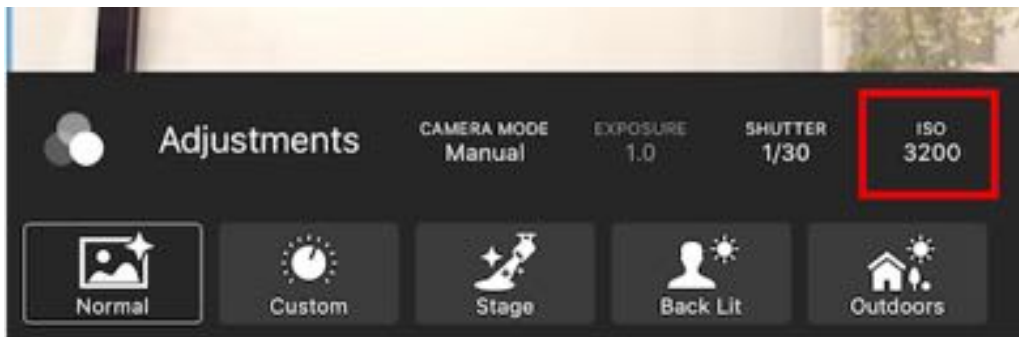 Adjustments
CAMERA MODE
Manual
EXPOSURE
1.0
SHUTTER
1/30
ISO
3200
Normal
Custom
Stage
Back Lit
Outdoors